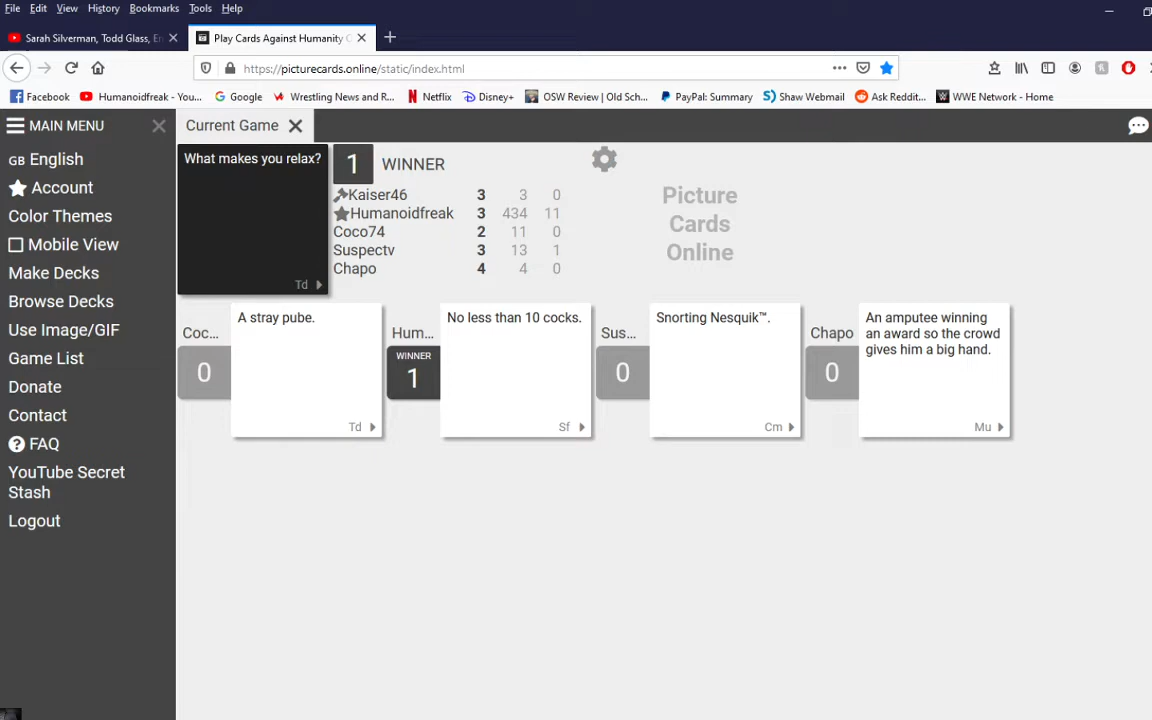 File Edit View History Bookmarks Tools Help
Sarah Silverman, Todd Glass, Er
Play Cards Against Humanity O
https://picturecards.online/static/index.html
Facebook Humanoidfreak - You... Google Wrestling News and R... Netflix Disney+ OSW Review | Old Sch... PayPal: Summary Shaw Webmail Ask Reddit... WWE Network - Home
MAIN MENU
Current Game
GB English
Account
Color Themes
Mobile View
Make Decks
Browse Decks
Use Image/GIF
Game List
Donate
Contact
? FAQ
YouTube Secret
Stash
Logout
What makes you relax?
Td
1 WINNER
Kaiser46 3 3 0
Humanoidfreak 3 434 11
Coco74 2 11 0
Suspectv 3 13 1
Chapo 4 4 0
Picture
Cards
Online
Coc...
0
A stray pube.
Td
Hum...
WINNER
1
No less than 10 cocks.
Sf
Sus...
0
Snorting Nesquik™.
Cm
Chapo
0
An amputee winning
an award so the crowd
gives him a big hand.
Mu